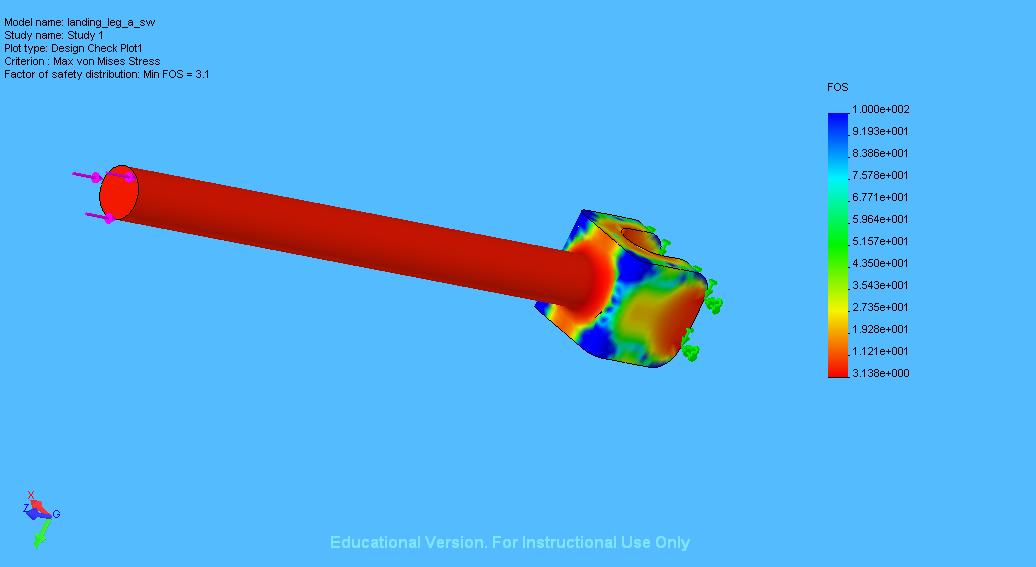 Model name: landing_leg_a_sw
Study name: Study 1
Plot type: Design Check Plot1
Criterion : Max von Mises Stress
Factor of safety distribution: Min FOS = 3.1
FOS
1.000e+002
9.193e+001
8.386e+001
7.578e+001
6.771e+001
5.964e+001
5.157e+001
4.350e+001
3.543e+001
2.735e+001
1.928e+001
1.121e+001
3.138e+000
X
Z G
Educational Version. For Instructional Use Only